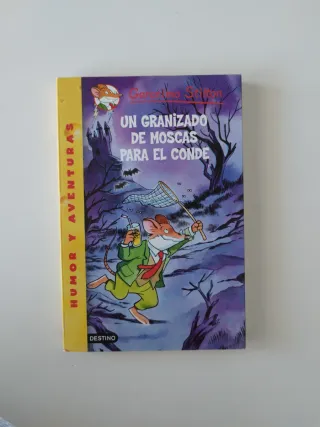 Geronimo Stilton
UN GRANIZADO
DE MOSCAS
PARA EL CONDE
HUMOR Y AVENTURAS
DESTINO